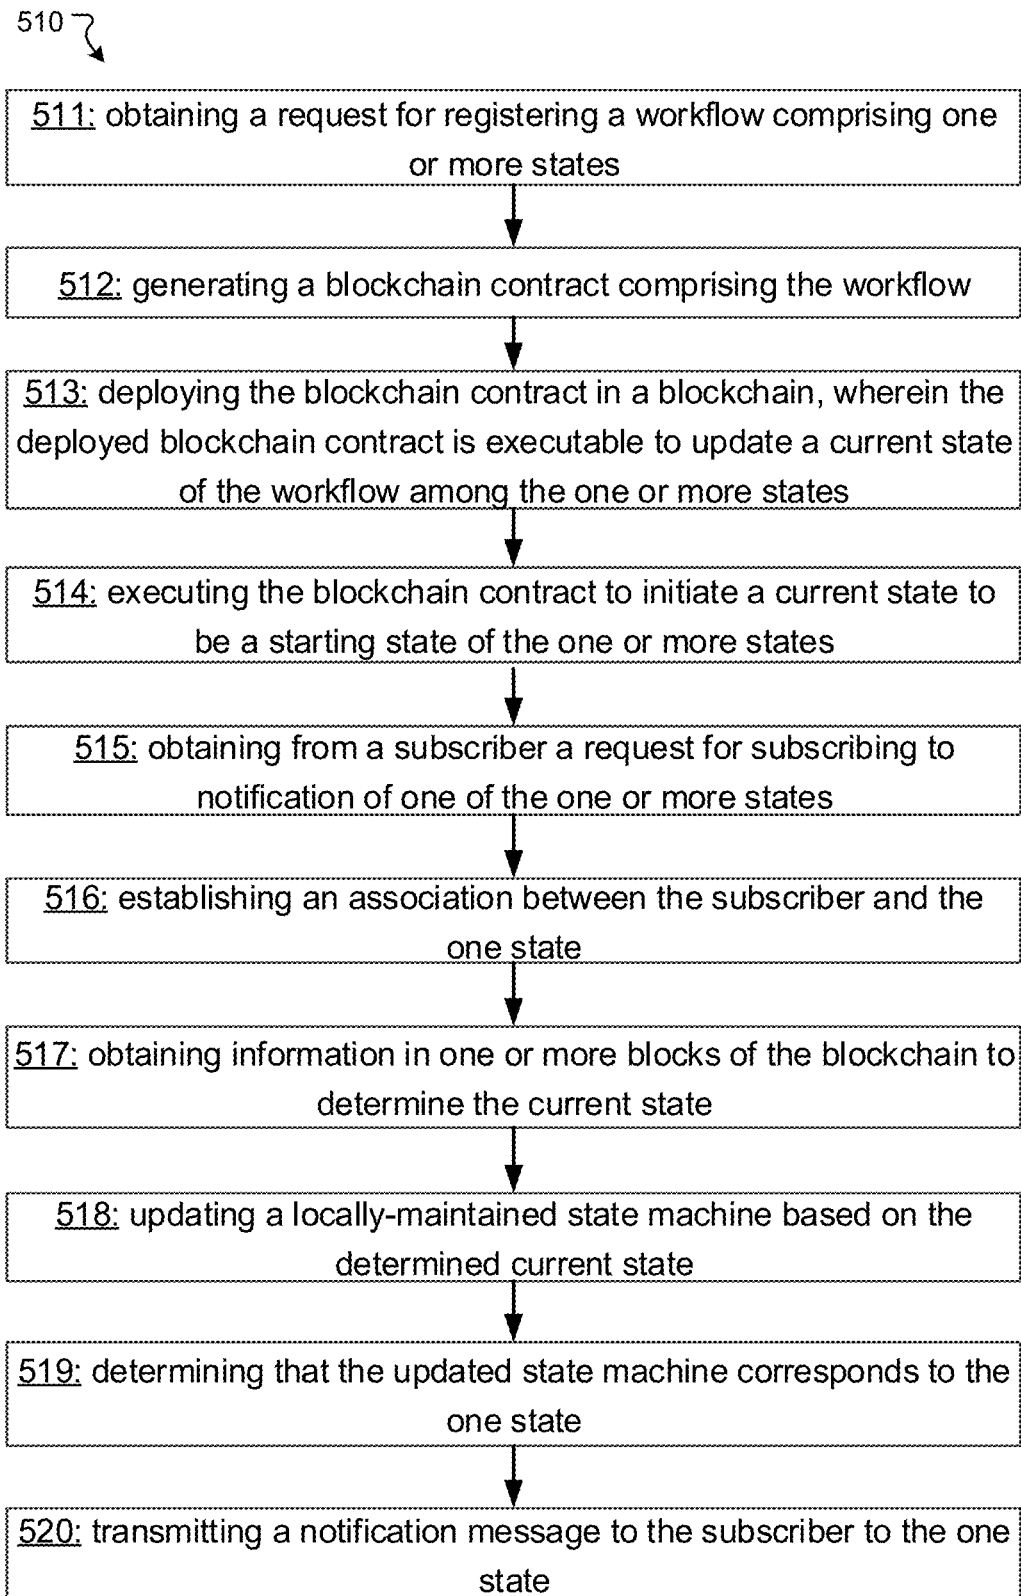 510
511: obtaining a request for registering a workflow comprising one
or more states
512: generating a blockchain contract comprising the workflow
513: deploying the blockchain contract in a blockchain, wherein the
deployed blockchain contract is executable to update a current state
of the workflow among the one or more states
514: executing the blockchain contract to initiate a current state to
be a starting state of the one or more states
515: obtaining from a subscriber a request for subscribing to
notification of one of the one or more states
516: establishing an association between the subscriber and the
one state
517: obtaining information in one or more blocks of the blockchain to
determine the current state
518: updating a locally-maintained state machine based on the
determined current state
519: determining that the updated state machine corresponds to the
one state
520: transmitting a notification message to the subscriber to the one
state